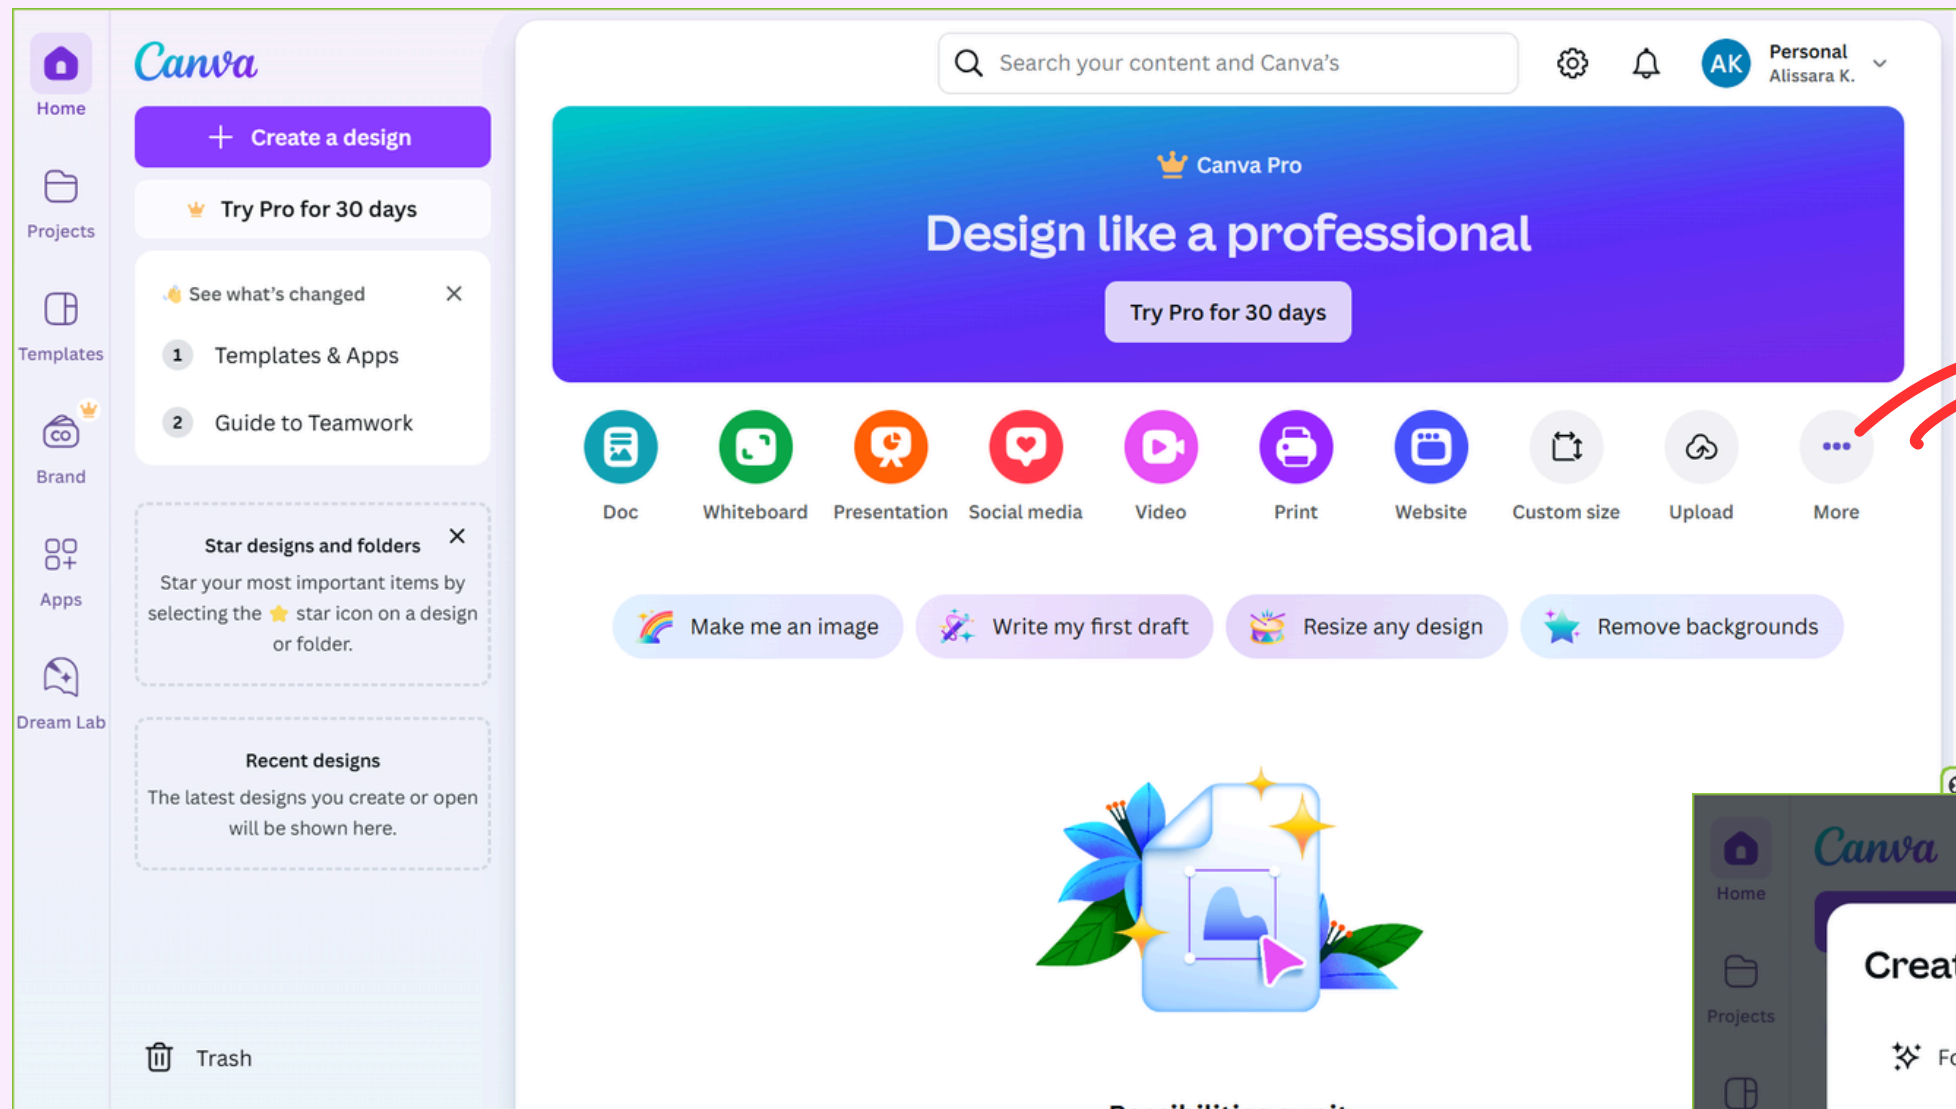 Canva
Home
Create a design
Try Pro for 30 days
Projects
See what's changed
1 Templates & Apps
Templates
2 Guide to Teamwork
CO
Brand
Star designs and folders
Star your most important items by
selecting the star icon on a design
or folder.
Apps
Dream Lab
Recent designs
The latest designs you create or open
will be shown here.
Trash
Search your content and Canva's
AK
Personal
Alissara K.
Canva Pro
Design like a professional
Try Pro for 30 days
Doc
Whiteboard
Presentation
Social media
Video
Print
Website
Custom size
Upload
More
Make me an image
Write my first draft
Resize any design
Remove backgrounds
Canva
Home
Projects